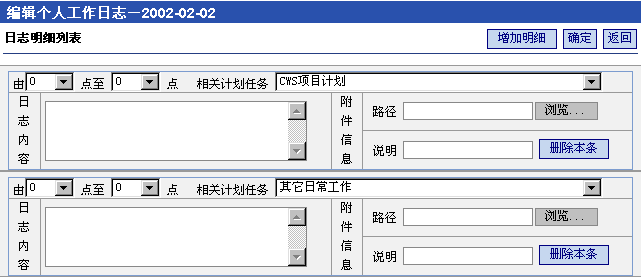 编辑个人工作日志－2002-02-02
日志明细列表 增加明细 确定 返回
由 0 点至 0 点 相关计划任务 CWS项目计划
日志内容 附件信息 路径 浏览...
说明 删除本条
由 0 点至 0 点 相关计划任务 其它日常工作
日志内容 附件信息 路径 浏览...
说明 删除本条